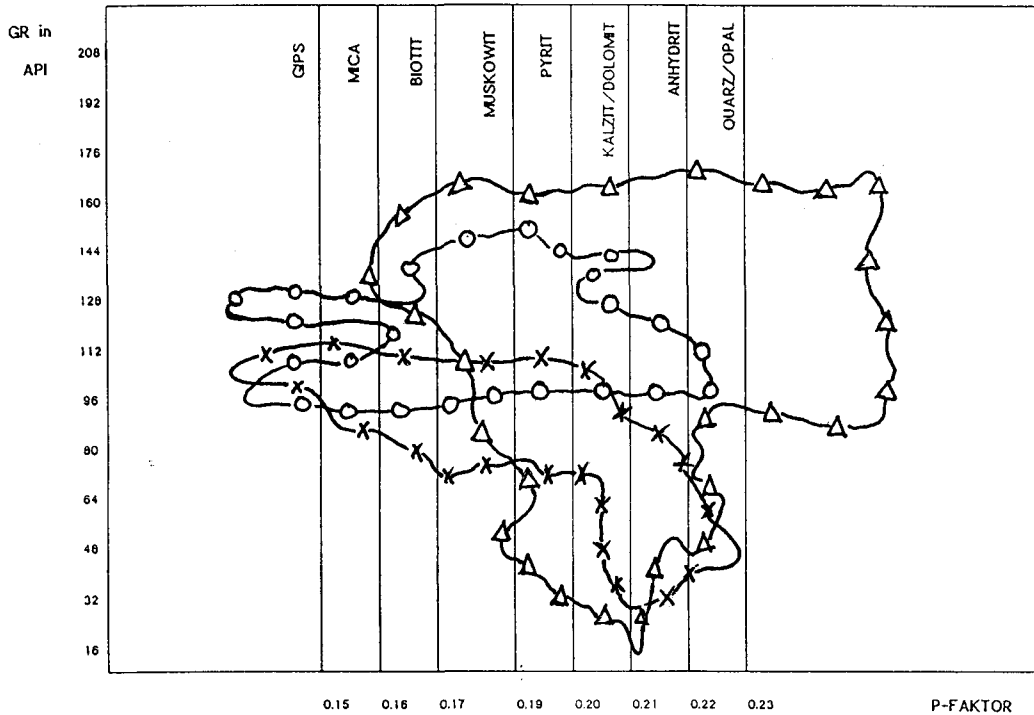 GR in
API
208
192
176
160
144
128
112
96
80
64
48
32
16
GIPS
MICA
BIOTIT
MUSKOWIT
PYRIT
KALZIT/DOLOMIT
ANHYDRIT
QUARZ/OPAL
0.15 0.16 0.17 0.19 0.20 0.21 0.22 0.23 P-FAKTOR